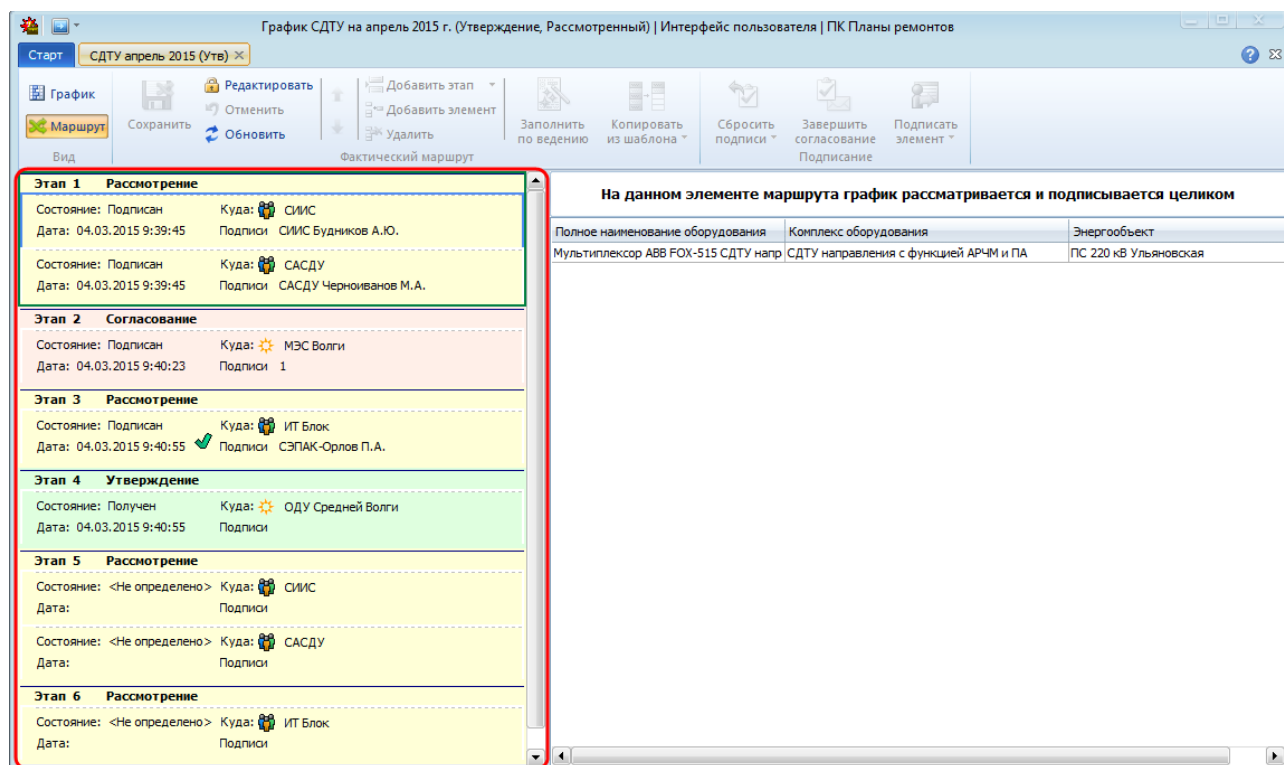 График СДТУ на апрель 2015 г. (Утверждение, Рассмотренный) | Интерфейс пользователя | ПК Планы ремонтов
Старт СДТУ апрель 2015 (Утв)
График
Маршрут
Вид
Сохранить
Редактировать
Отменить
Обновить
Добавить этап
Добавить элемент
Удалить
Фактический маршрут
Заполнить по ведению
Копировать из шаблона
Сбросить подписи
Завершить согласование
Подписать элемент
Подписание
Этап 1 Рассмотрение
Состояние: Подписан Куда: СИИС
Дата: 04.03.2015 9:39:45 Подписи СИИС Будников А.Ю.
Состояние: Подписан Куда: САСДУ
Дата: 04.03.2015 9:39:45 Подписи САСДУ Черноиванов М.А.
Этап 2 Согласование
Состояние: Подписан Куда: МЭС Волги
Дата: 04.03.2015 9:40:23 Подписи 1
Этап 3 Рассмотрение
Состояние: Подписан Куда: ИТ Блок
Дата: 04.03.2015 9:40:55 Подписи СЭПАК-Орлов П.А.
Этап 4 Утверждение
Состояние: Получен Куда: ОДУ Средней Волги
Дата: 04.03.2015 9:40:55 Подписи
Этап 5 Рассмотрение
Состояние: <Не определено> Куда: СИИС
Дата: Подписи
Состояние: <Не определено> Куда: САСДУ
Дата: Подписи
Этап 6 Рассмотрение
Состояние: <Не определено> Куда: ИТ Блок
Дата: Подписи
На данном элементе маршрута график рассматривается и подписывается целиком
Полное наименование оборудования Комплекс оборудования Энергообъект
Мультиплексор ABB FOX-515 СДТУ напр СДТУ направления с функцией АРЧМ и ПА ПС 220 кВ Ульяновская